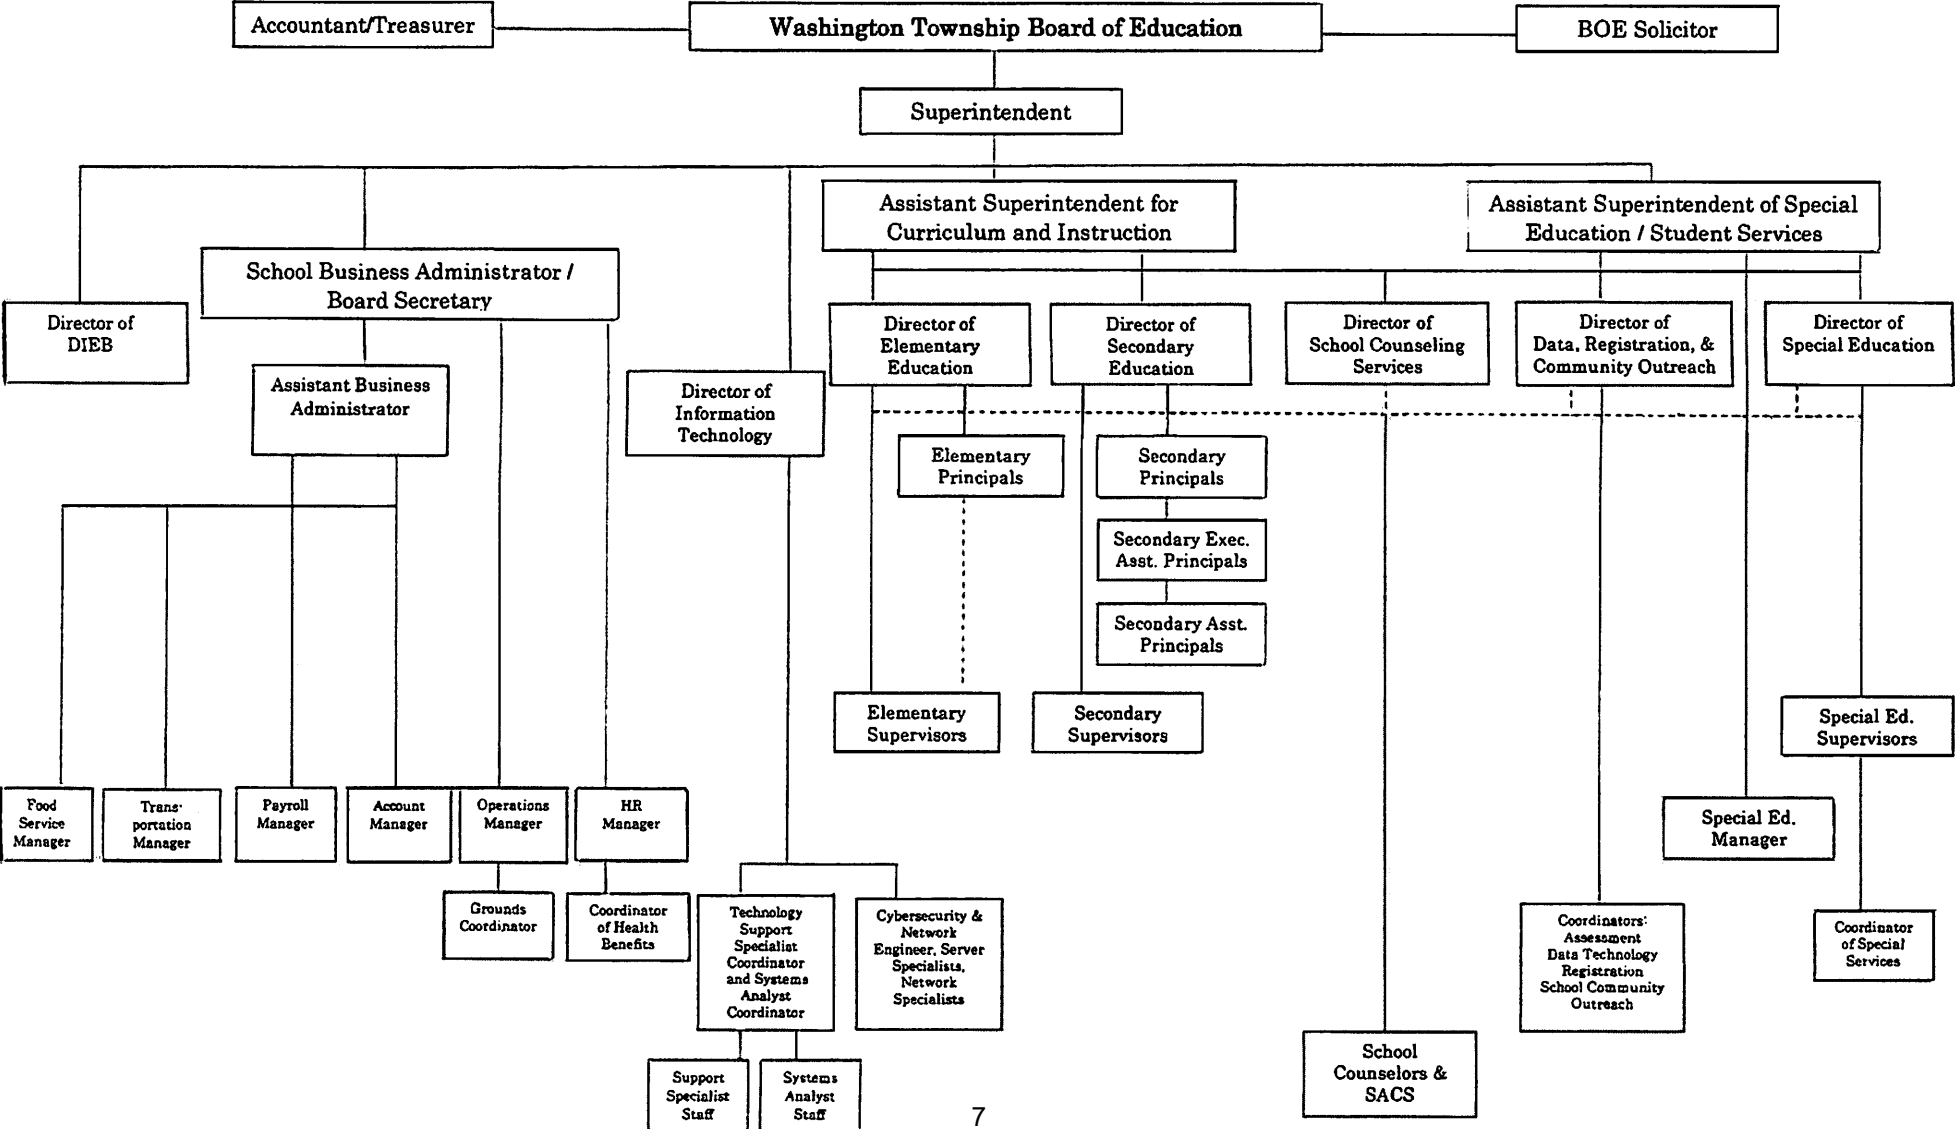 Accountant/Treasurer
Washington Township Board of Education
BOE Solicitor
Superintendent
Assistant Superintendent for
Curriculum and Instruction
Assistant Superintendent of Special
Education / Student Services
School Business Administrator /
Board Secretary
Director of
DIEB
Assistant Business
Administrator
Director of
Information
Technology
Director of
Elementary
Education
Director of
Secondary
Education
Director of
School Counseling
Services
Director of
Data, Registration, &
Community Outreach
Director of
Special Education
Elementary
Principals
Secondary
Principals
Secondary Exec.
Asst. Principals
Secondary Asst.
Principals
Elementary
Supervisors
Secondary
Supervisors
Special Ed.
Supervisors
Food
Service
Manager
Trans-
portation
Manager
Payroll
Manager
Account
Manager
Operations
Manager
HR
Manager
Special Ed.
Manager
Grounds
Coordinator
Coordinator
of Health
Benefits
Technology
Support
Specialist
Coordinator
and Systems
Analyst
Coordinator
Cybersecurity &
Network
Engineer, Server
Specialists,
Network
Specialists
Coordinators:
Assessment
Data Technology
Registration
School Community
Outreach
Coordinator
of Special
Services
School
Counselors &
SACS
Support
Specialist
Staff
Systems
Analyst
Staff
7